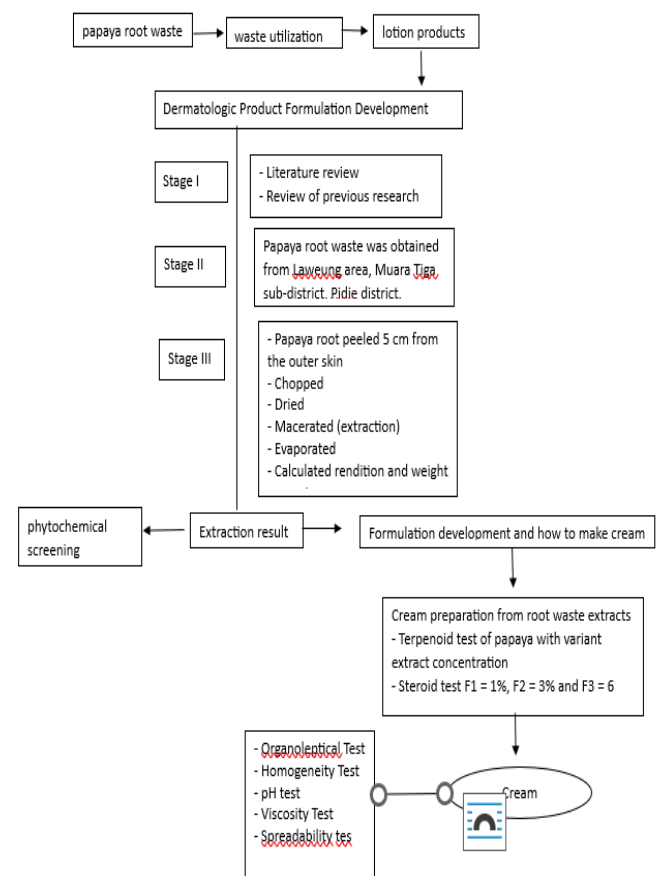 papaya root waste
waste utilization
lotion products
Dermatologic Product Formulation Development
Stage I
- Literature review
- Review of previous research
Stage II
Papaya root waste was obtained
from Laweung area, Muara Tiga,
sub-district. Pidie district.
Stage III
- Papaya root peeled 5 cm from
the outer skin
- Chopped
- Dried
- Macerated (extraction)
- Evaporated
- Calculated rendition and weight
phytochemical
screening
Extraction result
Formulation development and how to make cream
Cream preparation from root waste extracts
- Terpenoid test of papaya with variant
extract concentration
- Steroid test F1 = 1%, F2 = 3% and F3 = 6
- Organoleptical Test
- Homogeneity Test
- pH test
- Viscosity Test
- Spreadability tes
Cream